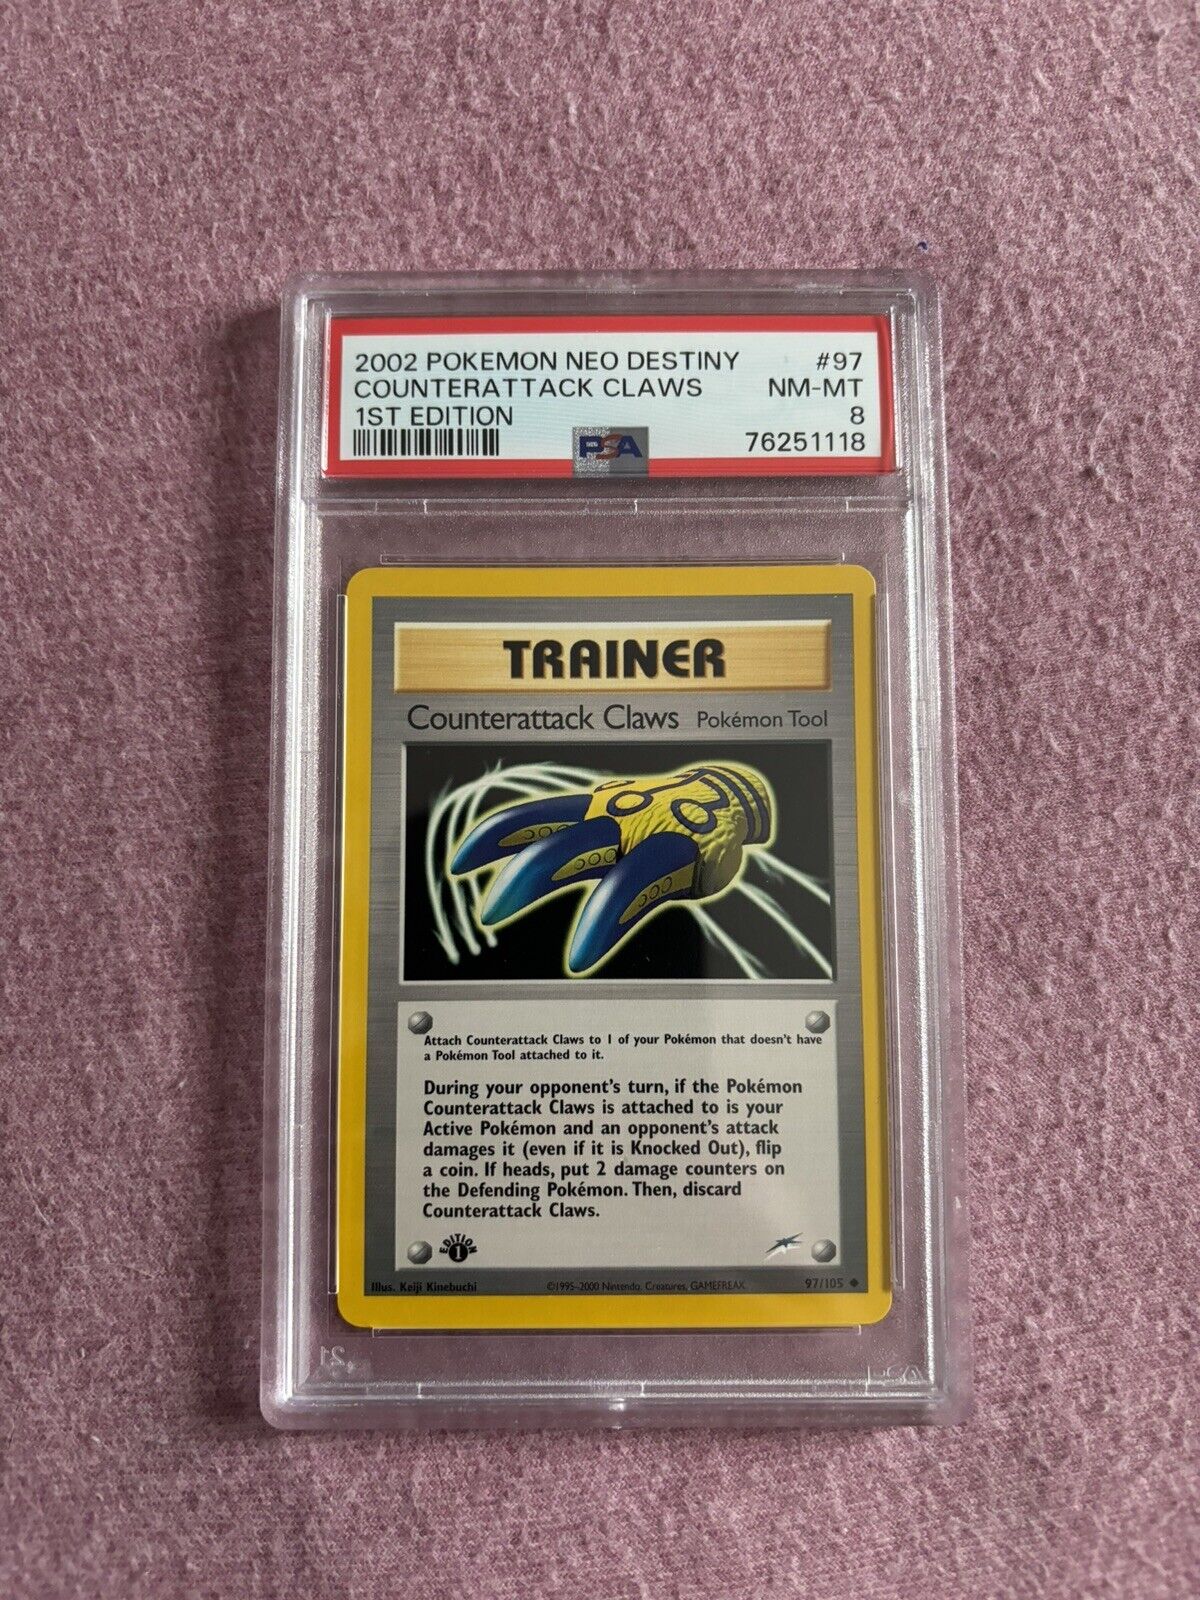 2002 POKEMON NEO DESTINY #97
COUNTERATTACK CLAWS NM-MT
1ST EDITION 8
PSA 76251118
TRAINER
Counterattack Claws Pokémon Tool
Attach Counterattack Claws to 1 of your Pokémon that doesn't have
a Pokémon Tool attached to it.
During your opponent's turn, if the Pokémon
Counterattack Claws is attached to is your
Active Pokémon and an opponent's attack
damages it (even if it is Knocked Out), flip
a coin. If heads, put 2 damage counters on
the Defending Pokémon. Then, discard
Counterattack Claws.
EDITION
1
Illus. Keiji Kinebuchi ©1995-2000 Nintendo, Creatures, GAMEFREAK. 97/105